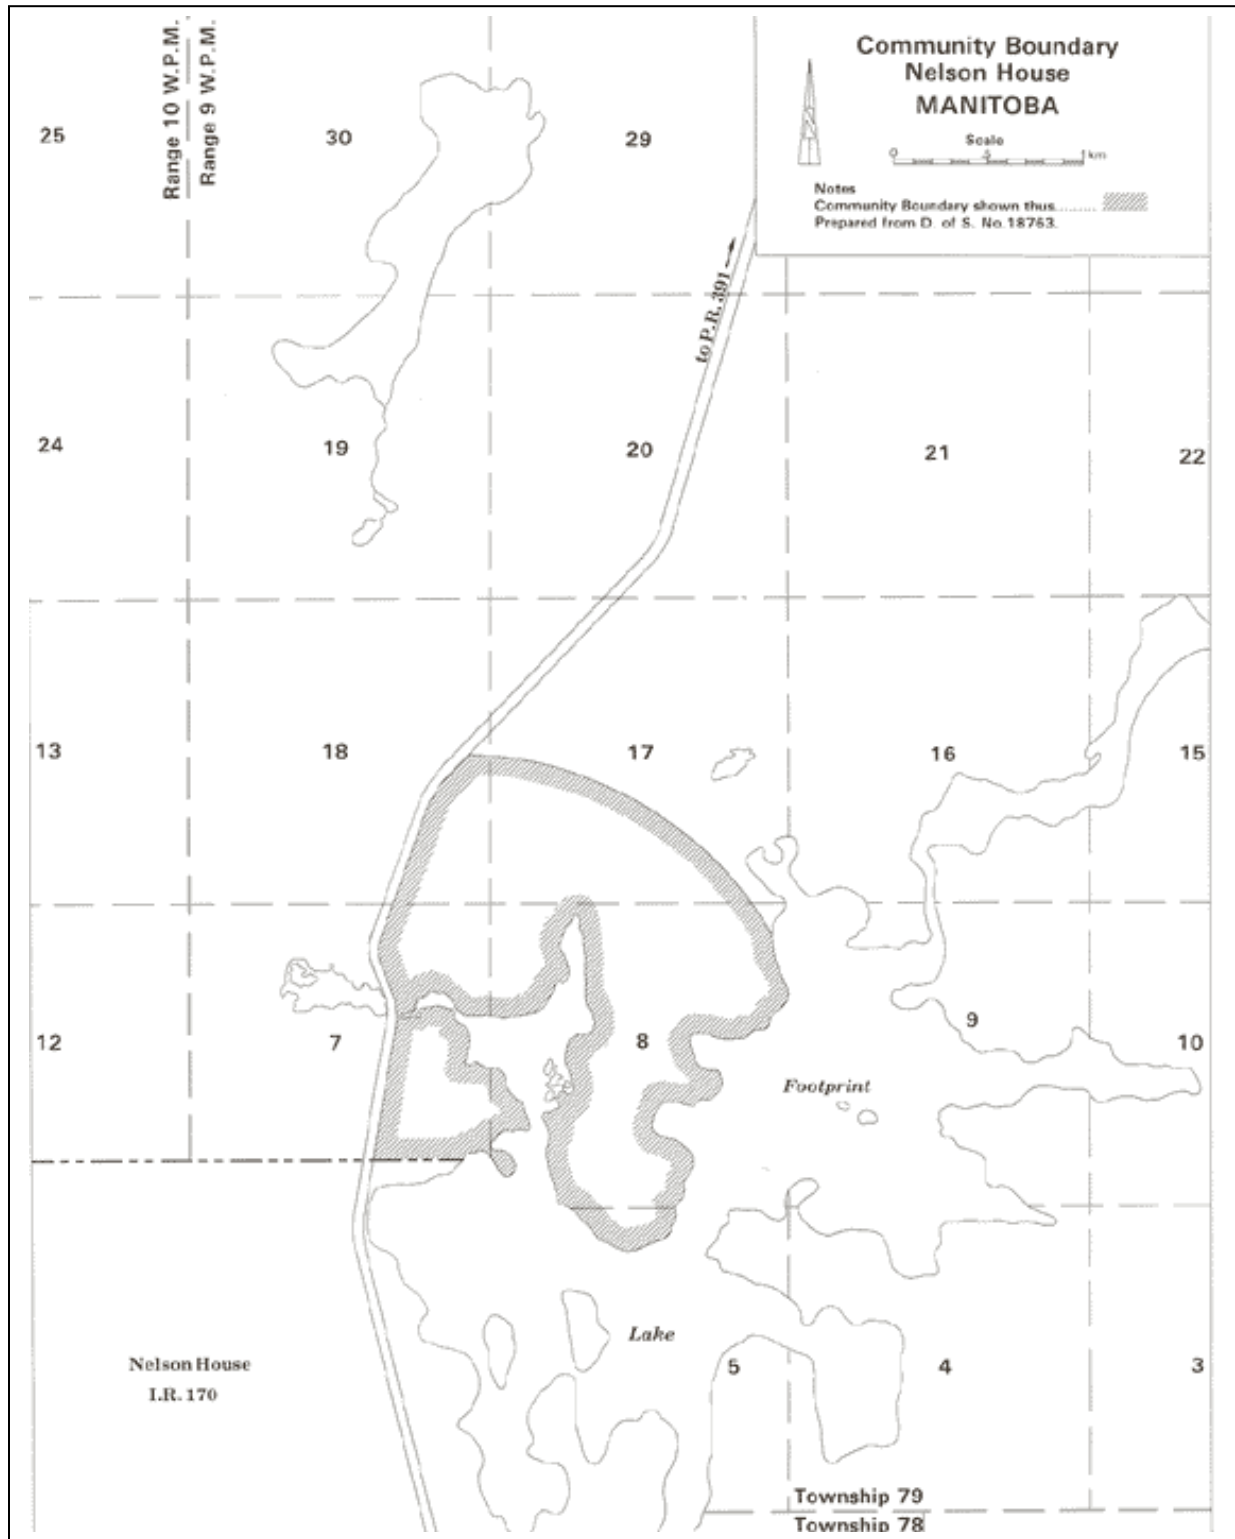 Range 10 W.P.M.
Range 9 W.P.M.
Community Boundary
Nelson House
MANITOBA
N
Scale
0 .5 1 km
Notes
Community Boundary shown thus.........
Prepared from D. of S. No.18763.
25 30 29
to P.R. 391
24 19 20 21 22
13 18 17 16 15
12 7 8 9 10
Footprint
Lake
Nelson House
I.R. 170
5 4 3
Township 79
Township 78